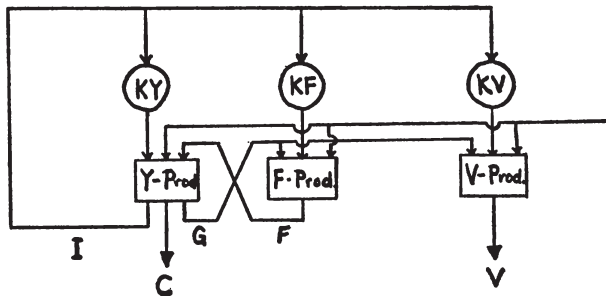 KY KF KV
Y-Prod. F-Prod. V-Prod.
G F
I
C V